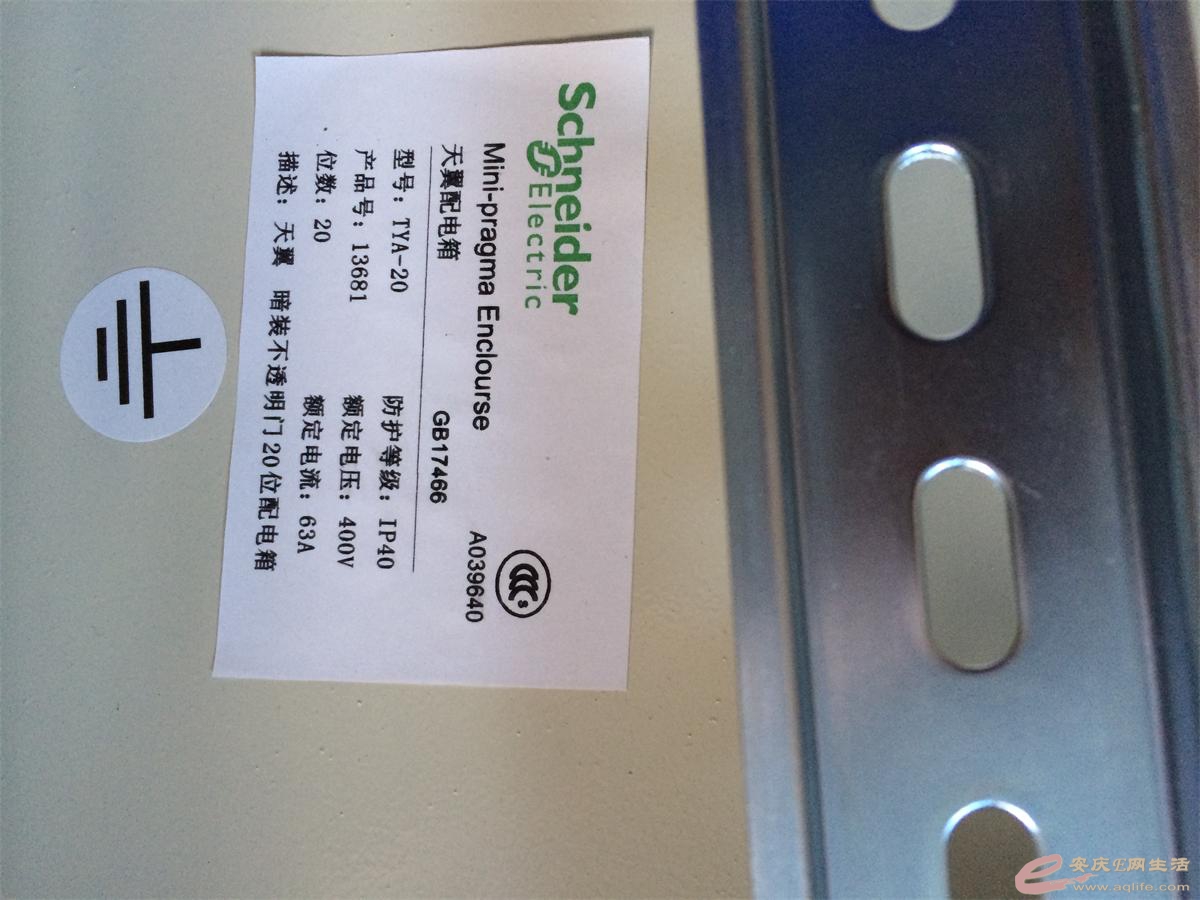 Schneider
Electric
Mini-pragma Enclourse
A039640
天翼配电箱
GB17466
型号：TYA-20
防护等级：IP40
产品号：13681
额定电压：400V
位数：20
额定电流：63A
描述：天翼 暗装不透明门20位配电箱
CCC S
安庆E网生活
www.aqlife.com